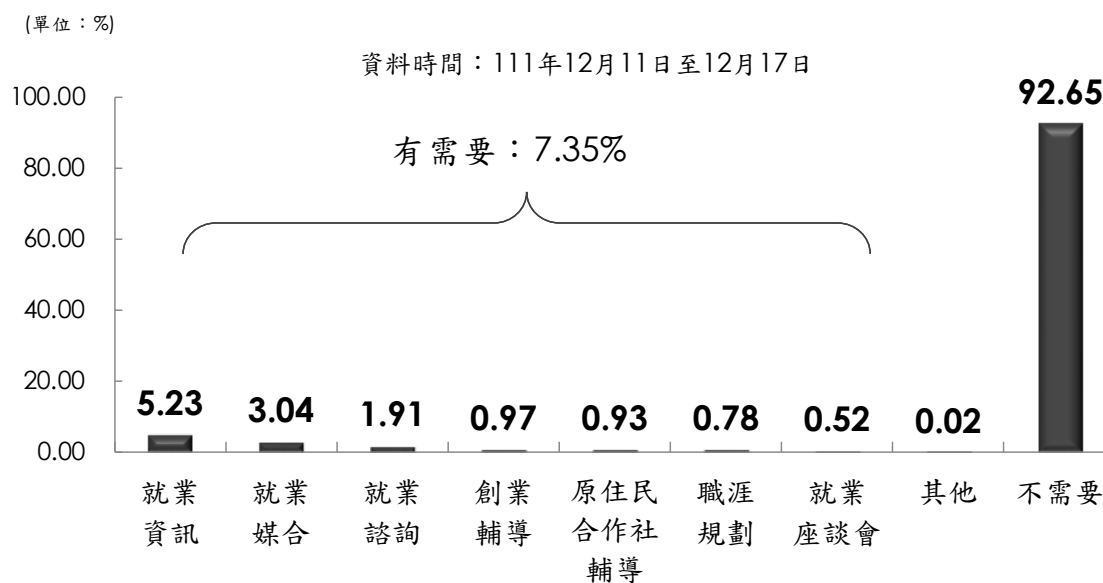 (單位：%)
資料時間：111年12月11日至12月17日
100.00
80.00
60.00
40.00
20.00
0.00
有需要：7.35%
5.23
3.04
1.91
0.97
0.93
0.78
0.52
0.02
92.65
就業
資訊
就業
媒合
就業
諮詢
創業
輔導
原住民
合作社
輔導
職涯
規劃
就業
座談會
其他
不需要